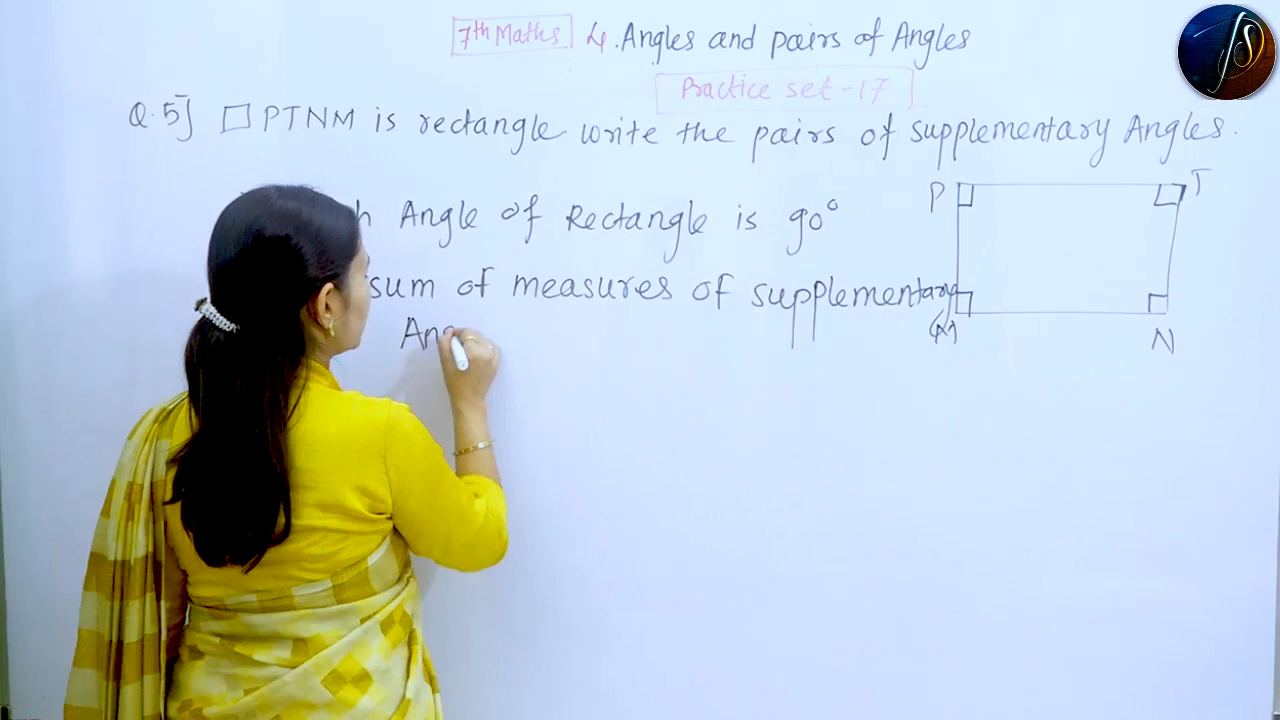 7th Maths 4. Angles and pairs of Angles
Practice set - 17
Q.5] □ PTNM is rectangle. write the pairs of supplementary Angles.
P T
Angle of Rectangle is 90°
sum of measures of supplementary
M N
Ang